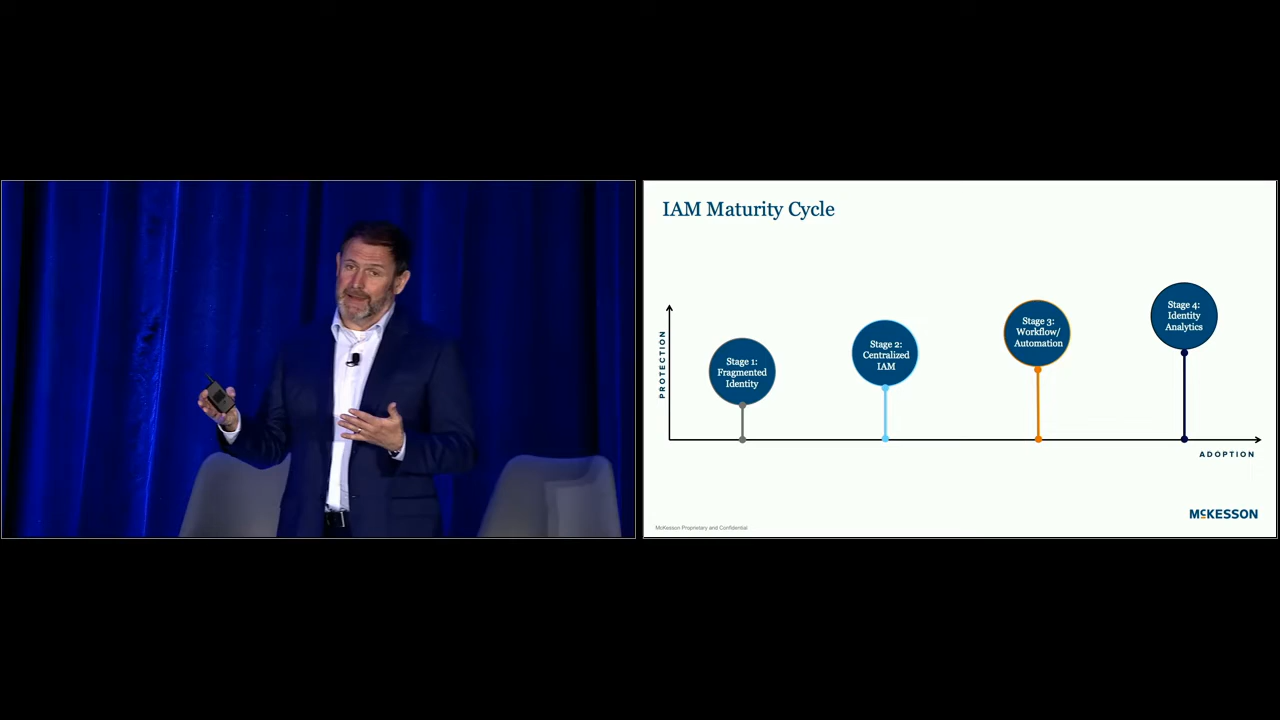 IAM Maturity Cycle
PROTECTION
Stage 1:
Fragmented
Identity
Stage 2:
Centralized
IAM
Stage 3:
Workflow/
Automation
Stage 4:
Identity
Analytics
ADOPTION
McKesson Proprietary and Confidential
MCKESSON